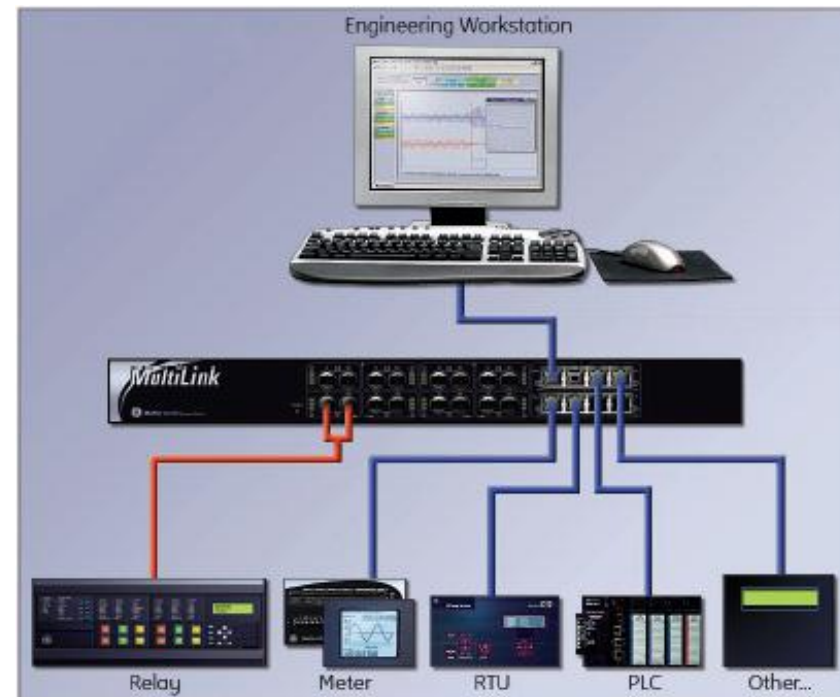 Engineering Workstation
MultiLink
Relay
Meter
RTU
PLC
Other...